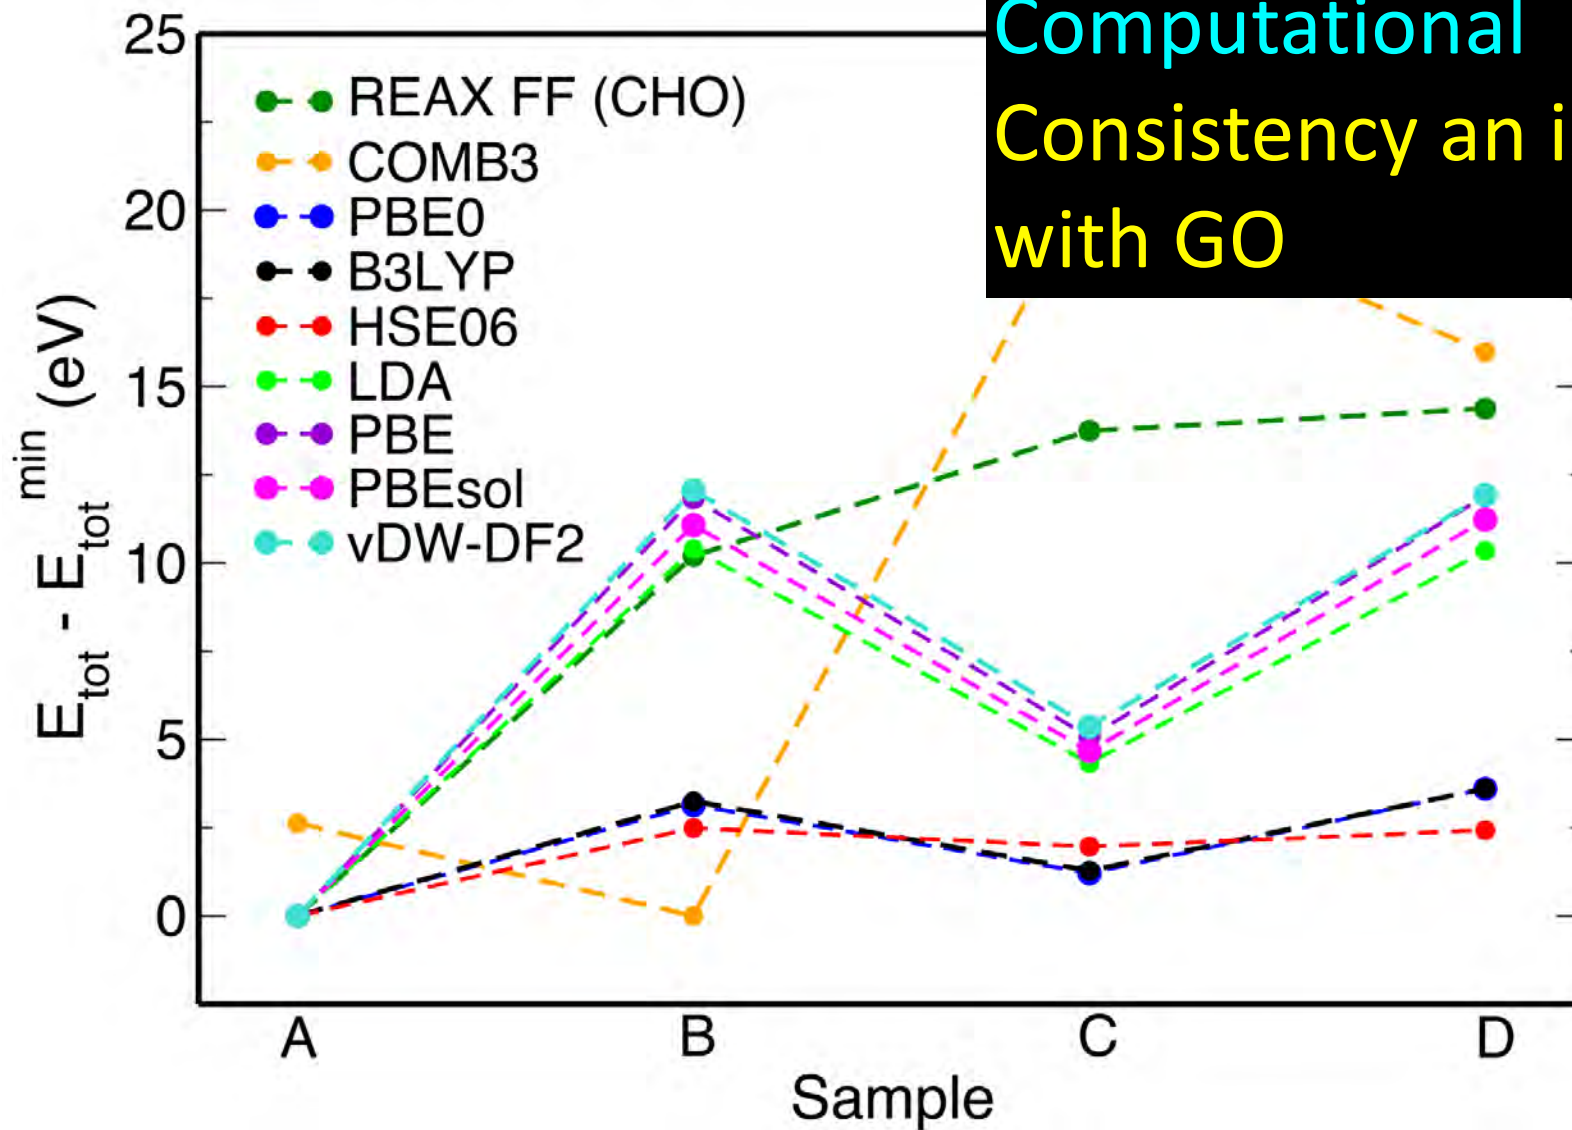 Computational
Consistency an i
with GO
25
20
15
10
5
0
REAX FF (CHO)
COMB3
PBE0
B3LYP
HSE06
LDA
PBE
PBEsol
vDW-DF2
E_tot - E_tot^min (eV)
A B C D
Sample